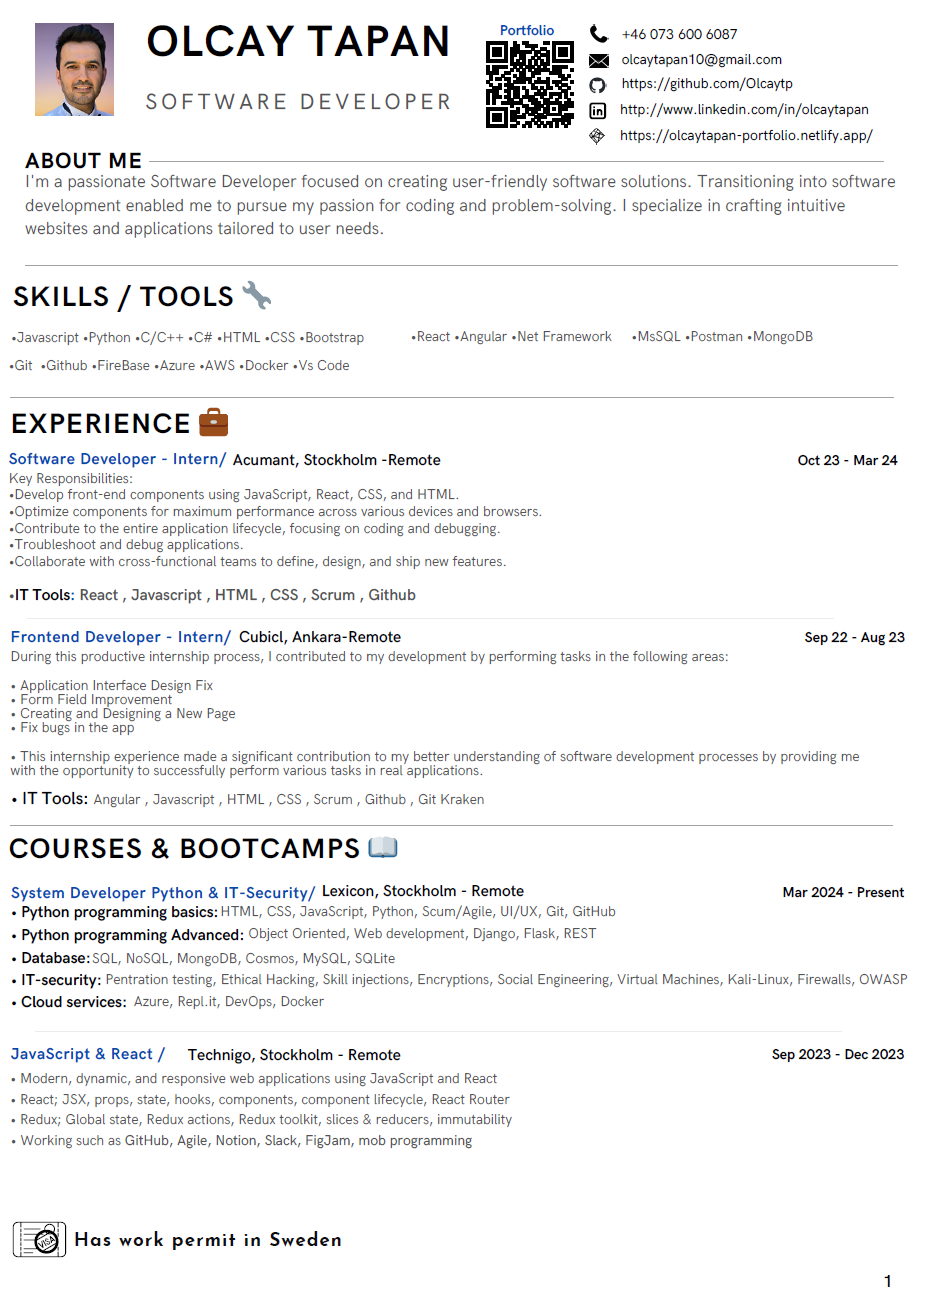 OLCAY TAPAN
SOFTWARE DEVELOPER
Portfolio
+46 073 600 6087
olcaytapan10@gmail.com
https://github.com/Olcaytp
http://www.linkedin.com/in/olcaytapan
https://olcaytapan-portfolio.netlify.app/
ABOUT ME
I'm a passionate Software Developer focused on creating user-friendly software solutions. Transitioning into software
development enabled me to pursue my passion for coding and problem-solving. I specialize in crafting intuitive
websites and applications tailored to user needs.
SKILLS / TOOLS
•Javascript •Python •C/C++ •C# •HTML •CSS •Bootstrap •React •Angular •Net Framework •MsSQL •Postman •MongoDB
•Git •Github •FireBase •Azure •AWS •Docker •Vs Code
EXPERIENCE
Software Developer - Intern/ Acumant, Stockholm -Remote Oct 23 - Mar 24
Key Responsibilities:
•Develop front-end components using JavaScript, React, CSS, and HTML.
•Optimize components for maximum performance across various devices and browsers.
•Contribute to the entire application lifecycle, focusing on coding and debugging.
•Troubleshoot and debug applications.
•Collaborate with cross-functional teams to define, design, and ship new features.
•IT Tools: React , Javascript , HTML , CSS , Scrum , Github
Frontend Developer - Intern/ Cubicl, Ankara-Remote Sep 22 - Aug 23
During this productive internship process, I contributed to my development by performing tasks in the following areas:
• Application Interface Design Fix
• Form Field Improvement
• Creating and Designing a New Page
• Fix bugs in the app
• This internship experience made a significant contribution to my better understanding of software development processes by providing me
with the opportunity to successfully perform various tasks in real applications.
• IT Tools: Angular , Javascript , HTML , CSS , Scrum , Github , Git Kraken
COURSES & BOOTCAMPS
System Developer Python & IT-Security/ Lexicon, Stockholm - Remote Mar 2024 - Present
• Python programming basics: HTML, CSS, JavaScript, Python, Scum/Agile, UI/UX, Git, GitHub
• Python programming Advanced: Object Oriented, Web development, Django, Flask, REST
• Database: SQL, NoSQL, MongoDB, Cosmos, MySQL, SQLite
• IT-security: Pentration testing, Ethical Hacking, Skill injections, Encryptions, Social Engineering, Virtual Machines, Kali-Linux, Firewalls, OWASP
• Cloud services: Azure, Repl.it, DevOps, Docker
JavaScript & React / Technigo, Stockholm - Remote Sep 2023 - Dec 2023
• Modern, dynamic, and responsive web applications using JavaScript and React
• React; JSX, props, state, hooks, components, component lifecycle, React Router
• Redux; Global state, Redux actions, Redux toolkit, slices & reducers, immutability
• Working such as GitHub, Agile, Notion, Slack, FigJam, mob programming
VISA
Has work permit in Sweden
1